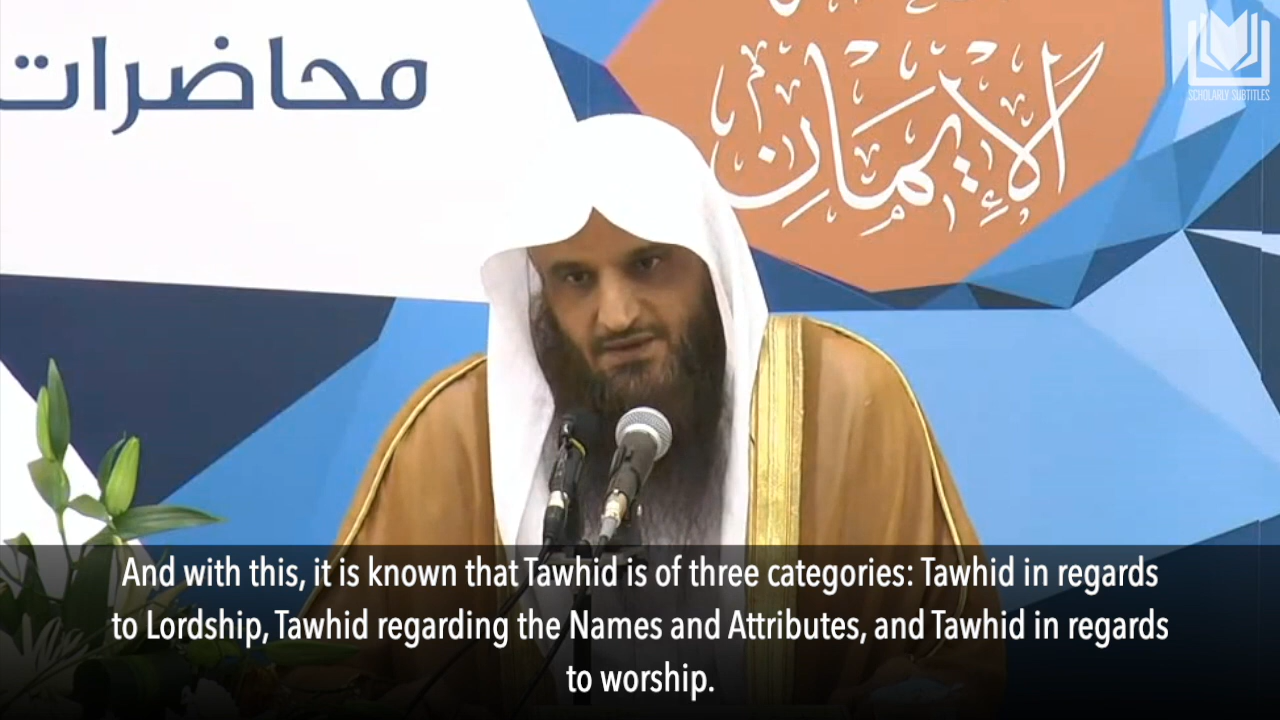 محاضرات
الإيمان
SCHOLARLY SUBTITLES
And with this, it is known that Tawhid is of three categories: Tawhid in regards
to Lordship, Tawhid regarding the Names and Attributes, and Tawhid in regards
to worship.